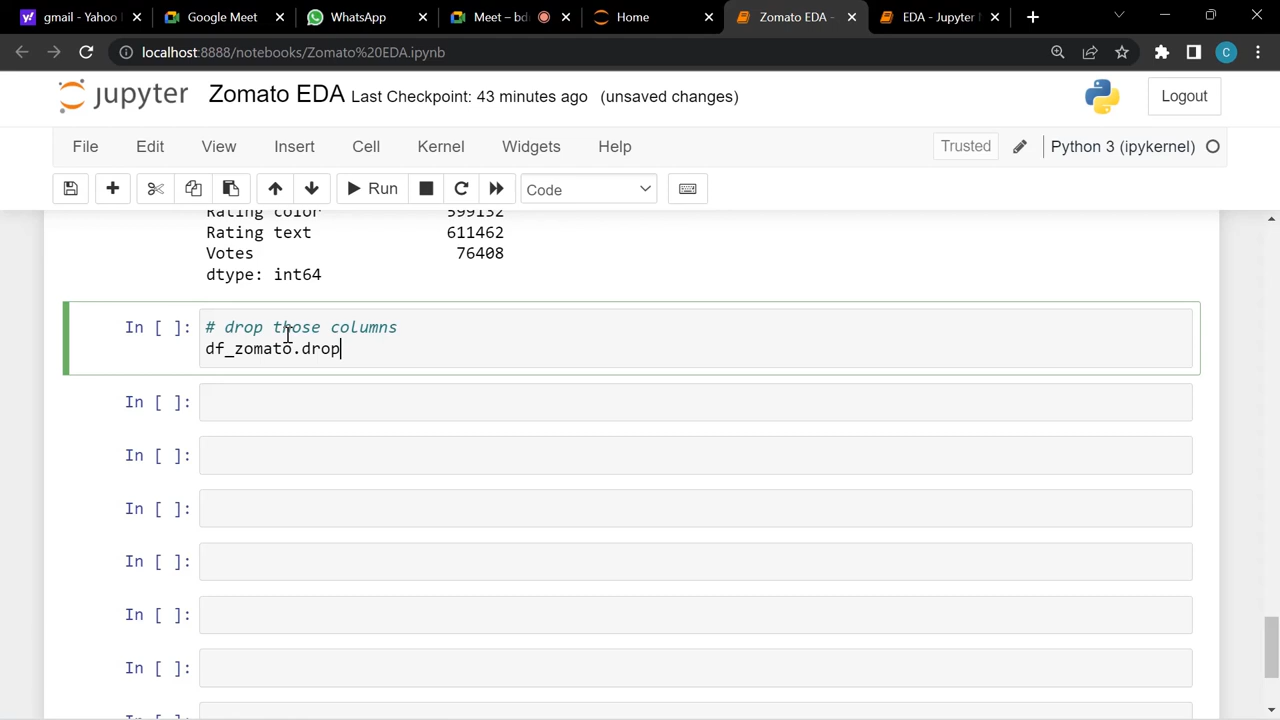 gmail - Yahoo
Google Meet
WhatsApp
Meet – bd
Home
Zomato EDA -
EDA - Jupyter
localhost:8888/notebooks/Zomato%20EDA.ipynb
C
jupyter Zomato EDA Last Checkpoint: 43 minutes ago (unsaved changes)
Logout
File Edit View Insert Cell Kernel Widgets Help
Trusted
Python 3 (ipykernel)
Run
Code
Rating color 599132
Rating text 611462
Votes 76408
dtype: int64
In [ ]: # drop those columns
df_zomato.drop
In [ ]:
In [ ]:
In [ ]:
In [ ]:
In [ ]:
In [ ]: